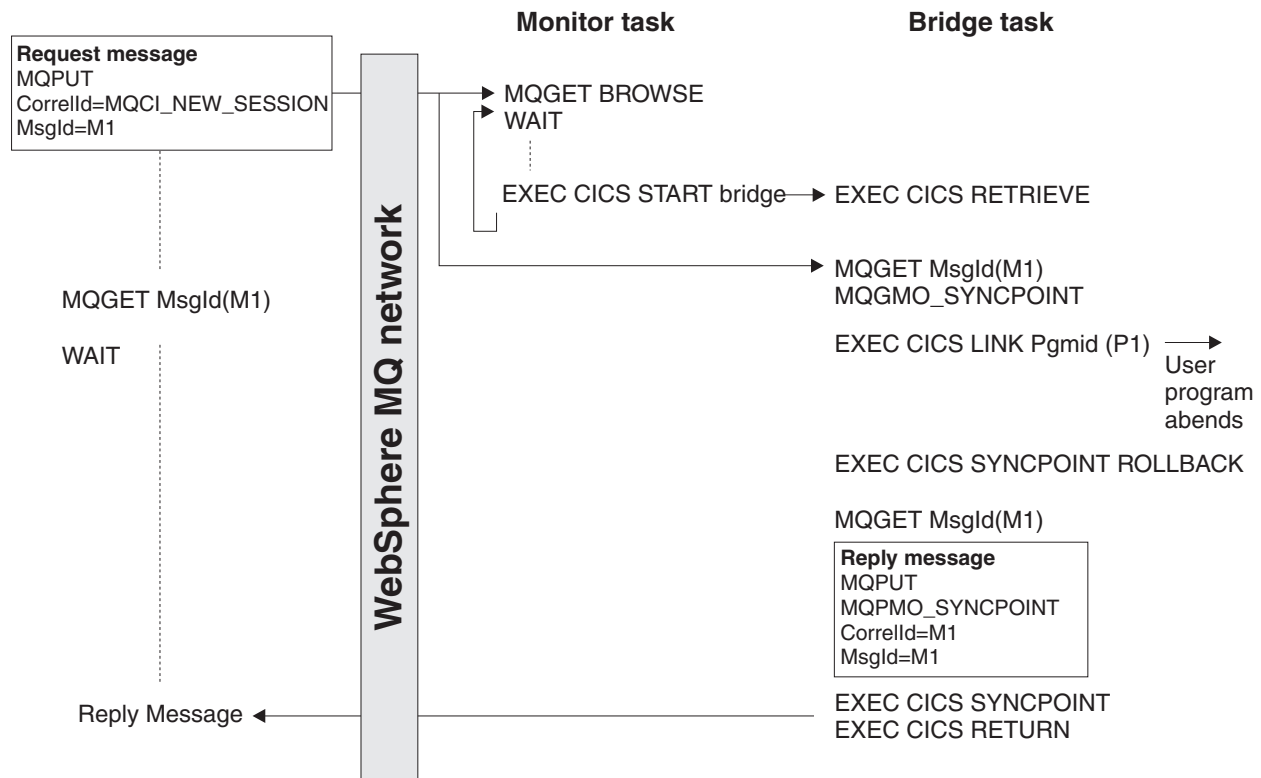 Monitor task
Bridge task
Request message
MQPUT
CorrelId=MQCI_NEW_SESSION
MsgId=M1
MQGET MsgId(M1)
WAIT
Reply Message
WebSphere MQ network
MQGET BROWSE
WAIT
EXEC CICS START bridge
EXEC CICS RETRIEVE
MQGET MsgId(M1)
MQGMO_SYNCPOINT
EXEC CICS LINK Pgmid (P1)
User
program
abends
EXEC CICS SYNCPOINT ROLLBACK
MQGET MsgId(M1)
Reply message
MQPUT
MQPMO_SYNCPOINT
CorrelId=M1
MsgId=M1
EXEC CICS SYNCPOINT
EXEC CICS RETURN